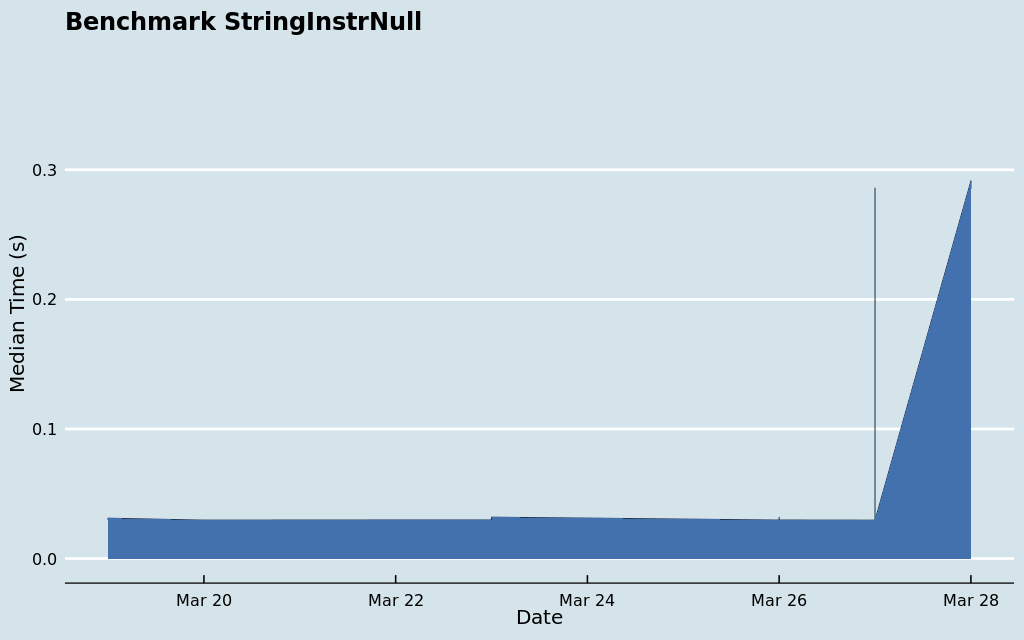 Benchmark StringInstrNull
0.3
0.2
0.1
0.0
Median Time (s)
Mar 20 Mar 22 Mar 24 Mar 26 Mar 28
Date